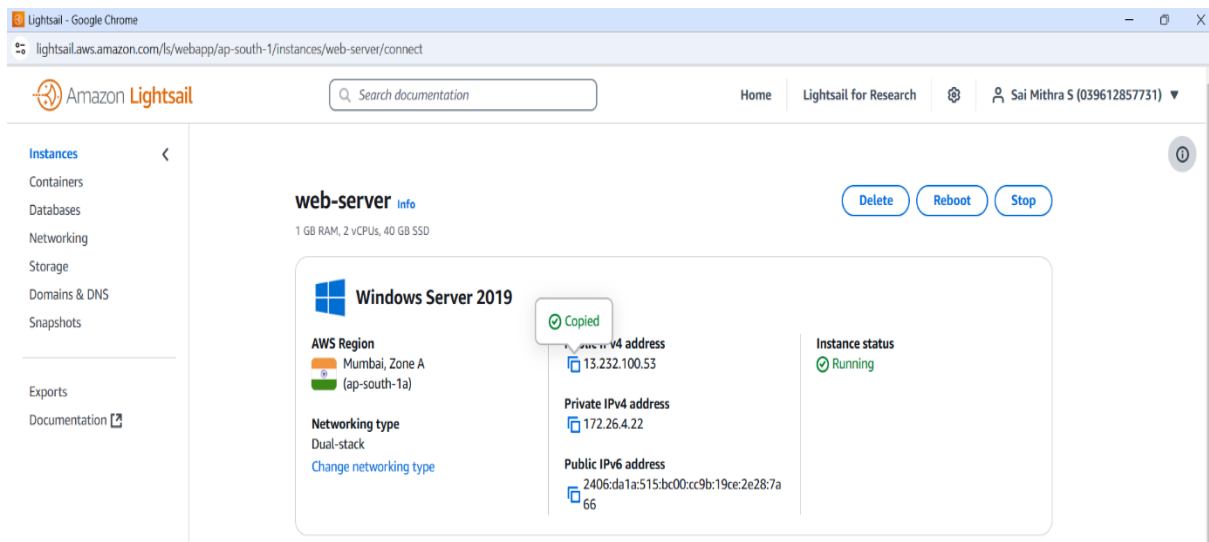 Lightsail - Google Chrome
lightsail.aws.amazon.com/ls/webapp/ap-south-1/instances/web-server/connect
Amazon Lightsail
Search documentation
Home
Lightsail for Research
Sai Mithra S (039612857731)
Instances
Containers
Databases
Networking
Storage
Domains & DNS
Snapshots
Exports
Documentation
web-server Info
1 GB RAM, 2 vCPUs, 40 GB SSD
Delete
Reboot
Stop
Windows Server 2019
Copied
AWS Region
Mumbai, Zone A
(ap-south-1a)
Networking type
Dual-stack
Change networking type
IPv4 address
13.232.100.53
Private IPv4 address
172.26.4.22
Public IPv6 address
2406:da1a:515:bc00:cc9b:19ce:2e28:7a
66
Instance status
Running